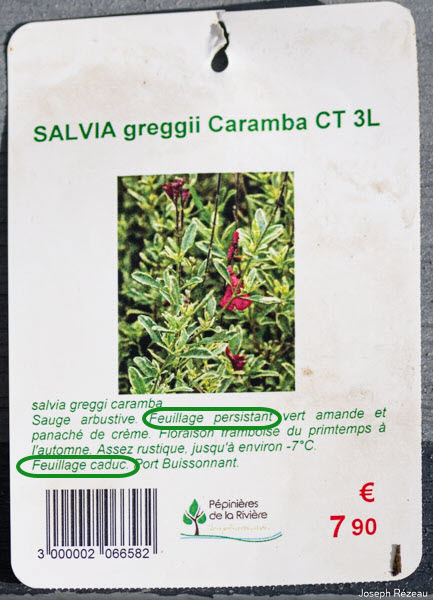 SALVIA greggii Caramba CT 3L
salvia greggi caramba
Sauge arbustive. Feuillage persistant vert amande et
panaché de crème. Floraison framboise du printemps à
l'automne. Assez rustique, jusqu'à environ -7°C.
Feuillage caduc. Port Buissonnant.
Pépinières
de la Rivière
€
7 90
3 000002 066582
Joseph Rézeau